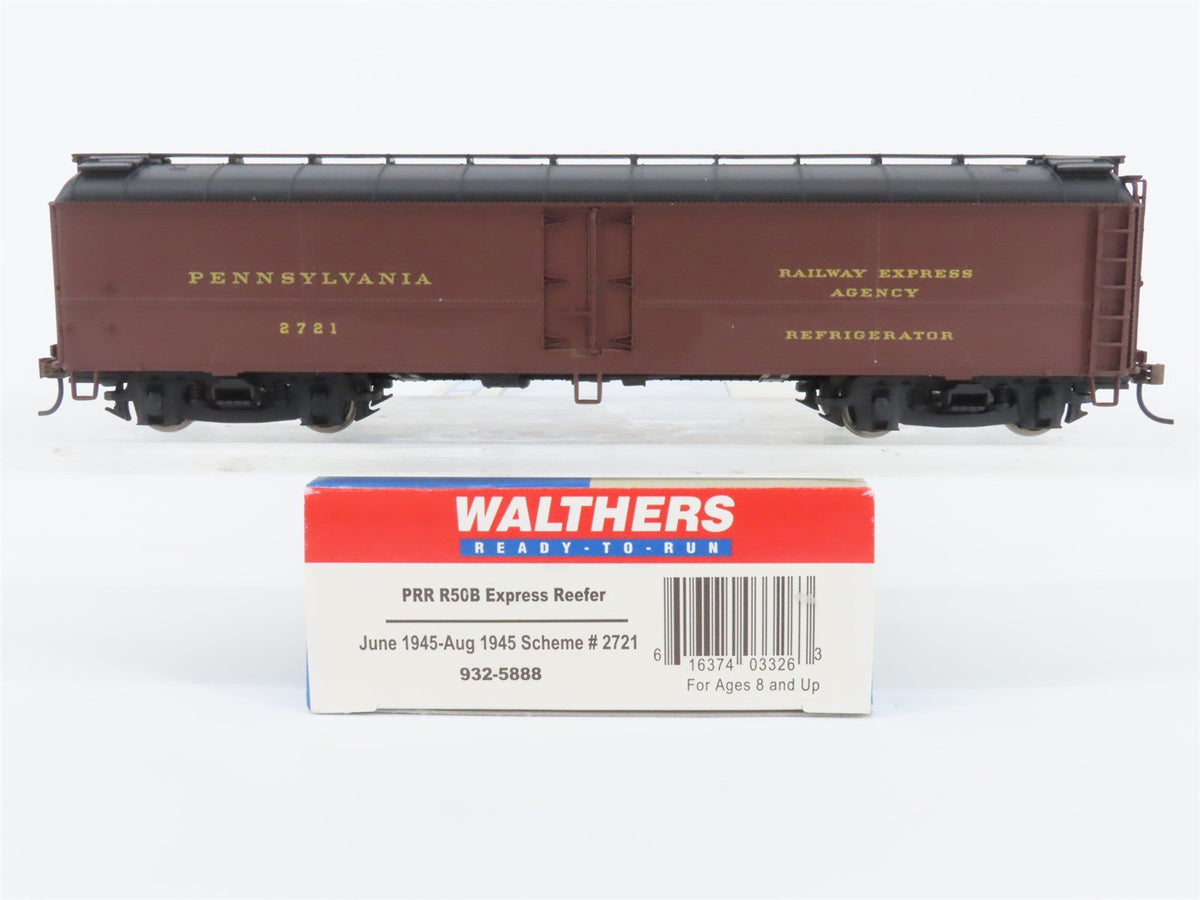 PENNSYLVANIA
2721
RAILWAY EXPRESS
AGENCY
REFRIGERATOR
WALTHERS
READY-TO-RUN
PRR R50B Express Reefer
June 1945-Aug 1945 Scheme # 2721
932-5888
6 16374 03326 3
For Ages 8 and Up